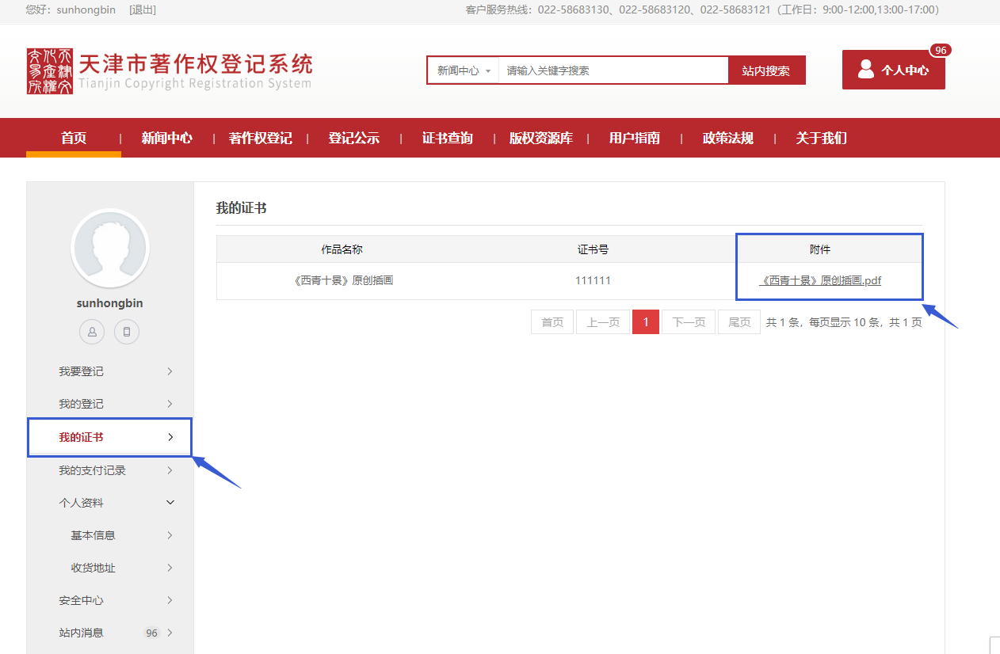 您好：sunhongbin [退出]
客户服务热线：022-58683130、022-58683120、022-58683121（工作日：9:00-12:00,13:00-17:00）
天津市著作权登记系统
Tianjin Copyright Registration System
新闻中心 请输入关键字搜索 站内搜索
个人中心 96
首页 | 新闻中心 | 著作权登记 | 登记公示 | 证书查询 | 版权资源库 | 用户指南 | 政策法规 | 关于我们
sunhongbin
我要登记
我的登记
我的证书
我的支付记录
个人资料
基本信息
收货地址
安全中心
站内消息 96
我的证书
作品名称 证书号 附件
《西青十景》原创插画 111111 《西青十景》原创插画.pdf
首页 上一页 1 下一页 尾页 共 1 条，每页显示 10 条，共 1 页